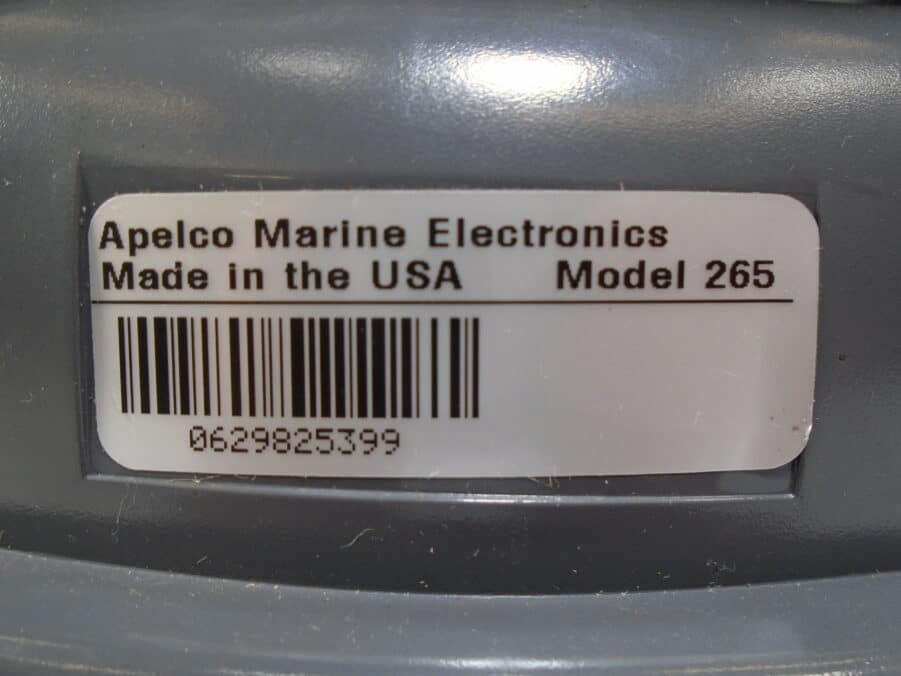 Apelco Marine Electronics
Made in the USA Model 265
0629825399